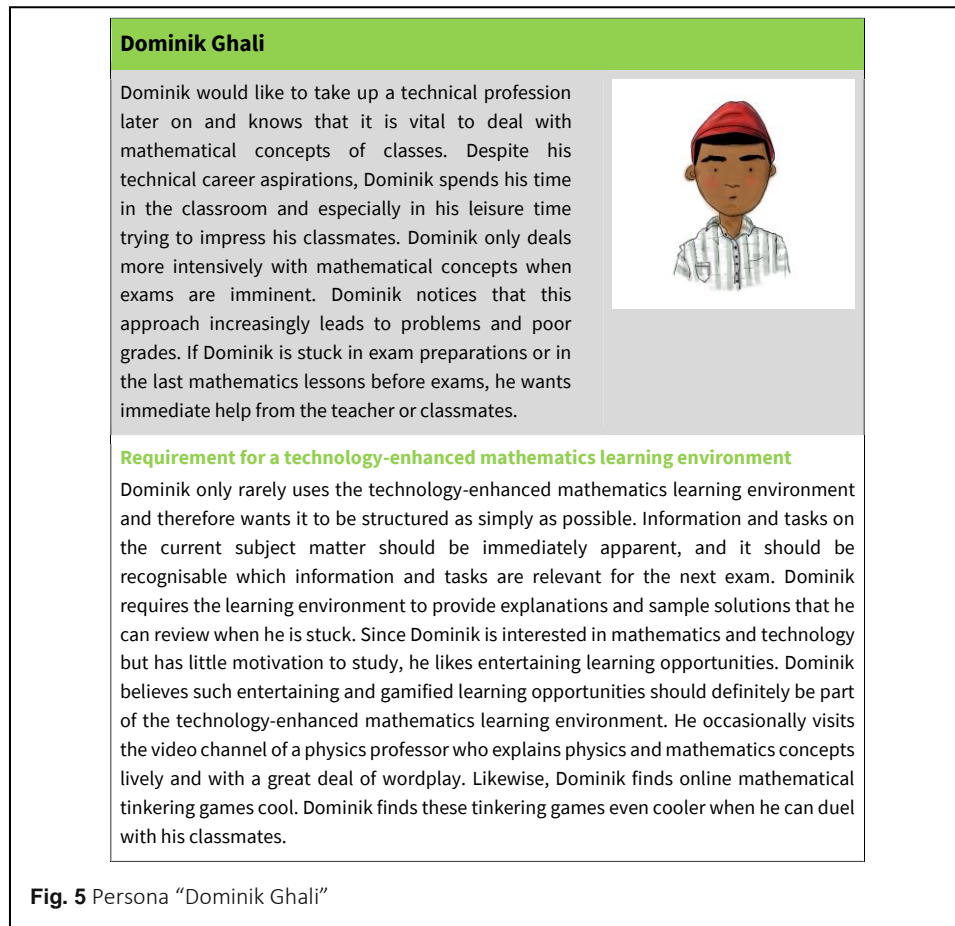 Dominik Ghali
Dominik would like to take up a technical profession
later on and knows that it is vital to deal with
mathematical concepts of classes. Despite his
technical career aspirations, Dominik spends his time
in the classroom and especially in his leisure time
trying to impress his classmates. Dominik only deals
more intensively with mathematical concepts when
exams are imminent. Dominik notices that this
approach increasingly leads to problems and poor
grades. If Dominik is stuck in exam preparations or in
the last mathematics lessons before exams, he wants
immediate help from the teacher or classmates.
Requirement for a technology-enhanced mathematics learning environment
Dominik only rarely uses the technology-enhanced mathematics learning environment
and therefore wants it to be structured as simply as possible. Information and tasks on
the current subject matter should be immediately apparent, and it should be
recognisable which information and tasks are relevant for the next exam. Dominik
requires the learning environment to provide explanations and sample solutions that he
can review when he is stuck. Since Dominik is interested in mathematics and technology
but has little motivation to study, he likes entertaining learning opportunities. Dominik
believes such entertaining and gamified learning opportunities should definitely be part
of the technology-enhanced mathematics learning environment. He occasionally visits
the video channel of a physics professor who explains physics and mathematics concepts
lively and with a great deal of wordplay. Likewise, Dominik finds online mathematical
tinkering games cool. Dominik finds these tinkering games even cooler when he can duel
with his classmates.
Fig. 5 Persona “Dominik Ghali”